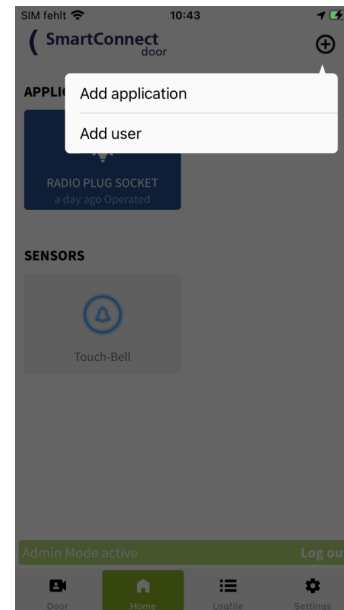 SIM fehlt 10:43
SmartConnect
door
Add application
Add user
RADIO PLUG SOCKET
a day ago Operated
SENSORS
Touch-Bell
Admin Mode active Log out
Door Home Logfile Settings